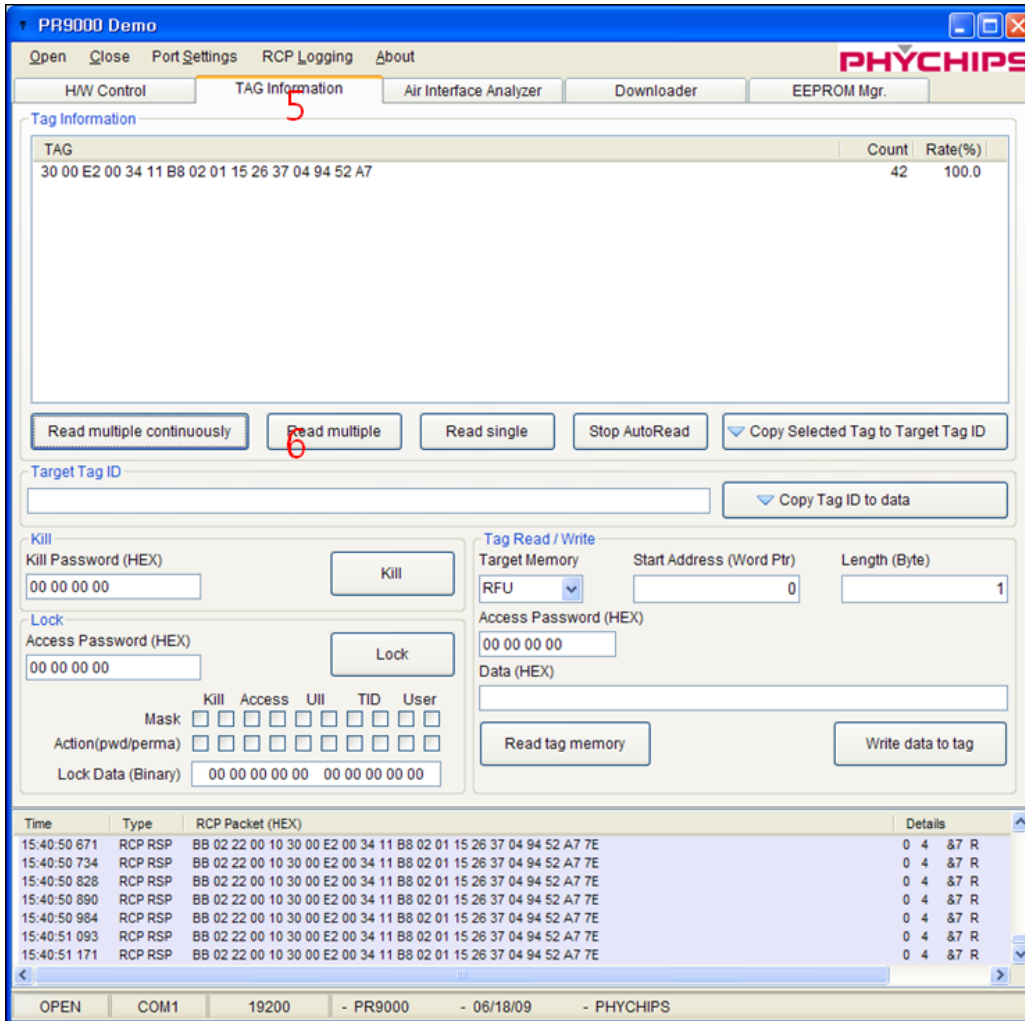 PR9000 Demo
Open Close Port Settings RCP Logging About
PHYCHIPS
H/W Control TAG Information Air Interface Analyzer Downloader EEPROM Mgr.
5
Tag Information
TAG Count Rate(%)
30 00 E2 00 34 11 B8 02 01 15 26 37 04 94 52 A7 42 100.0
Read multiple continuously Read multiple Read single Stop AutoRead Copy Selected Tag to Target Tag ID
6
Target Tag ID
Copy Tag ID to data
Kill
Kill Password (HEX)
00 00 00 00
Kill
Lock
Access Password (HEX)
00 00 00 00
Lock
Kill Access UII TID User
Mask
Action(pwd/perma)
Lock Data (Binary) 00 00 00 00 00 00 00 00 00 00
Tag Read / Write
Target Memory Start Address (Word Ptr) Length (Byte)
RFU 0 1
Access Password (HEX)
00 00 00 00
Data (HEX)
Read tag memory Write data to tag
Time Type RCP Packet (HEX) Details
15:40:50 671 RCP RSP BB 02 22 00 10 30 00 E2 00 34 11 B8 02 01 15 26 37 04 94 52 A7 7E 0 4 &7 R
15:40:50 734 RCP RSP BB 02 22 00 10 30 00 E2 00 34 11 B8 02 01 15 26 37 04 94 52 A7 7E 0 4 &7 R
15:40:50 828 RCP RSP BB 02 22 00 10 30 00 E2 00 34 11 B8 02 01 15 26 37 04 94 52 A7 7E 0 4 &7 R
15:40:50 890 RCP RSP BB 02 22 00 10 30 00 E2 00 34 11 B8 02 01 15 26 37 04 94 52 A7 7E 0 4 &7 R
15:40:50 984 RCP RSP BB 02 22 00 10 30 00 E2 00 34 11 B8 02 01 15 26 37 04 94 52 A7 7E 0 4 &7 R
15:40:51 093 RCP RSP BB 02 22 00 10 30 00 E2 00 34 11 B8 02 01 15 26 37 04 94 52 A7 7E 0 4 &7 R
15:40:51 171 RCP RSP BB 02 22 00 10 30 00 E2 00 34 11 B8 02 01 15 26 37 04 94 52 A7 7E 0 4 &7 R
OPEN COM1 19200 - PR9000 - 06/18/09 - PHYCHIPS